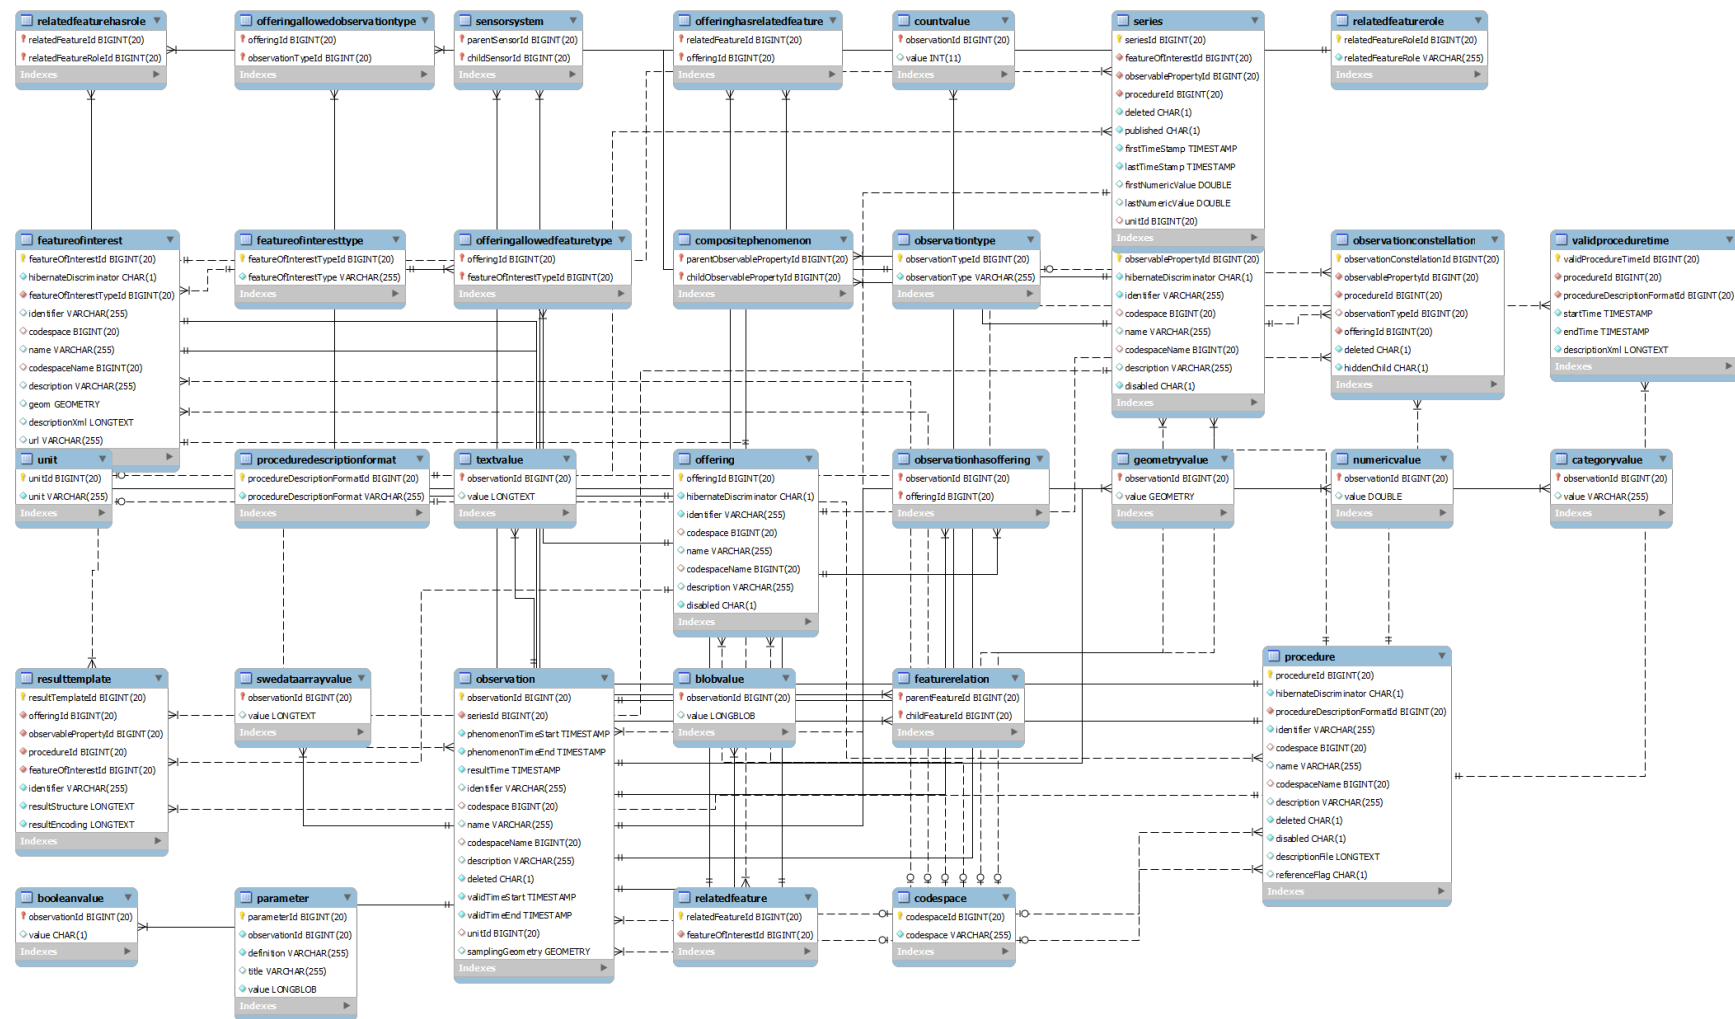 relatedfeaturehasrole
relatedFeatureId BIGINT(20)
relatedFeatureRoleId BIGINT(20)
Indexes
offeringallowedobservationtype
offeringId BIGINT(20)
observationTypeId BIGINT(20)
Indexes
sensorsystem
parentSensorId BIGINT(20)
childSensorId BIGINT(20)
Indexes
offeringhasrelatedfeature
relatedFeatureId BIGINT(20)
offeringId BIGINT(20)
Indexes
countvalue
observationId BIGINT(20)
value INT(11)
Indexes
series
seriesId BIGINT(20)
featureOfInterestId BIGINT(20)
observablePropertyId BIGINT(20)
procedureId BIGINT(20)
deleted CHAR(1)
published CHAR(1)
firstTimeStamp TIMESTAMP
lastTimeStamp TIMESTAMP
firstNumericValue DOUBLE
lastNumericValue DOUBLE
unitId BIGINT(20)
Indexes
relatedfeaturerole
relatedFeatureRoleId BIGINT(20)
relatedFeatureRole VARCHAR(255)
Indexes
featureofinterest
featureOfInterestId BIGINT(20)
hibernateDiscriminator CHAR(1)
featureOfInterestTypeId BIGINT(20)
identifier VARCHAR(255)
codespace BIGINT(20)
name VARCHAR(255)
codespaceName BIGINT(20)
description VARCHAR(255)
geom GEOMETRY
descriptionXml LONGTEXT
url VARCHAR(255)
featureofinteresttype
featureOfInterestTypeId BIGINT(20)
featureOfInterestType VARCHAR(255)
Indexes
offeringallowedfeaturetype
offeringId BIGINT(20)
featureOfInterestTypeId BIGINT(20)
Indexes
compositephenomenon
parentObservablePropertyId BIGINT(20)
childObservablePropertyId BIGINT(20)
Indexes
observationtype
observationTypeId BIGINT(20)
observationType VARCHAR(255)
Indexes
observablePropertyId BIGINT(20)
hibernateDiscriminator CHAR(1)
identifier VARCHAR(255)
codespace BIGINT(20)
name VARCHAR(255)
codespaceName BIGINT(20)
description VARCHAR(255)
disabled CHAR(1)
Indexes
observationconstellation
observationConstellationId BIGINT(20)
observablePropertyId BIGINT(20)
procedureId BIGINT(20)
observationTypeId BIGINT(20)
offeringId BIGINT(20)
deleted CHAR(1)
hiddenChild CHAR(1)
Indexes
validproceduretime
validProcedureTimeId BIGINT(20)
procedureId BIGINT(20)
procedureDescriptionFormatId BIGINT(20)
startTime TIMESTAMP
endTime TIMESTAMP
descriptionXml LONGTEXT
Indexes
unit
unitId BIGINT(20)
unit VARCHAR(255)
Indexes
proceduredescriptionformat
procedureDescriptionFormatId BIGINT(20)
procedureDescriptionFormat VARCHAR(255)
Indexes
textvalue
observationId BIGINT(20)
value LONGTEXT
Indexes
offering
offeringId BIGINT(20)
hibernateDiscriminator CHAR(1)
identifier VARCHAR(255)
codespace BIGINT(20)
name VARCHAR(255)
codespaceName BIGINT(20)
description VARCHAR(255)
disabled CHAR(1)
Indexes
observationhasoffering
observationId BIGINT(20)
offeringId BIGINT(20)
Indexes
geometryvalue
observationId BIGINT(20)
value GEOMETRY
Indexes
numericvalue
observationId BIGINT(20)
value DOUBLE
Indexes
categoryvalue
observationId BIGINT(20)
value VARCHAR(255)
Indexes
resulttemplate
resultTemplateId BIGINT(20)
offeringId BIGINT(20)
observablePropertyId BIGINT(20)
procedureId BIGINT(20)
featureOfInterestId BIGINT(20)
identifier VARCHAR(255)
resultStructure LONGTEXT
resultEncoding LONGTEXT
Indexes
swedataarrayvalue
observationId BIGINT(20)
value LONGTEXT
Indexes
observation
observationId BIGINT(20)
seriesId BIGINT(20)
phenomenonTimeStart TIMESTAMP
phenomenonTimeEnd TIMESTAMP
resultTime TIMESTAMP
identifier VARCHAR(255)
codespace BIGINT(20)
name VARCHAR(255)
codespaceName BIGINT(20)
description VARCHAR(255)
deleted CHAR(1)
validTimeStart TIMESTAMP
validTimeEnd TIMESTAMP
unitId BIGINT(20)
samplingGeometry GEOMETRY
Indexes
blobvalue
observationId BIGINT(20)
value LONGBLOB
Indexes
featurerelation
parentFeatureId BIGINT(20)
childFeatureId BIGINT(20)
Indexes
procedure
procedureId BIGINT(20)
hibernateDiscriminator CHAR(1)
procedureDescriptionFormatId BIGINT(20)
identifier VARCHAR(255)
codespace BIGINT(20)
name VARCHAR(255)
codespaceName BIGINT(20)
description VARCHAR(255)
deleted CHAR(1)
disabled CHAR(1)
descriptionFile LONGTEXT
referenceFlag CHAR(1)
Indexes
booleanvalue
observationId BIGINT(20)
value CHAR(1)
Indexes
parameter
parameterId BIGINT(20)
observationId BIGINT(20)
definition VARCHAR(255)
title VARCHAR(255)
value LONGBLOB
Indexes
relatedfeature
relatedFeatureId BIGINT(20)
featureOfInterestId BIGINT(20)
Indexes
codespace
codespaceId BIGINT(20)
codespace VARCHAR(255)
Indexes